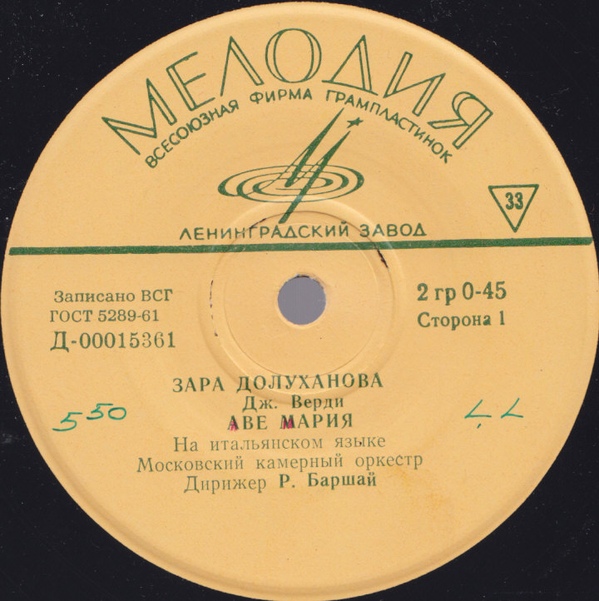 МЕЛОДИЯ
ВСЕСОЮЗНАЯ ФИРМА ГРАМПЛАСТИНОК
33
ЛЕНИНГРАДСКИЙ ЗАВОД
Записано ВСГ
ГОСТ 5289-61
Д-00015361
2 гр 0-45
Сторона 1
ЗАРА ДОЛУХАНОВА
Дж. Верди
АВЕ МАРИЯ
На итальянском языке
Московский камерный оркестр
Дирижер Р. Баршай
550